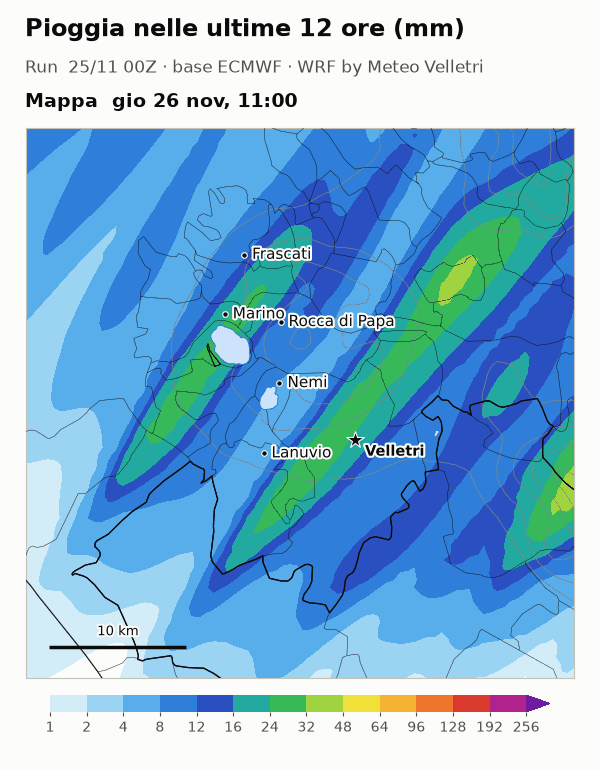 Pioggia nelle ultime 12 ore (mm)
Run  25/11 00Z · base ECMWF · WRF by Meteo Velletri
Mappa  gio 26 nov, 11:00
Frascati
Marino
Rocca di Papa
Nemi
Velletri
Lanuvio
10 km
1 2 4 8 12 16 24 32 48 64 96 128 192 256